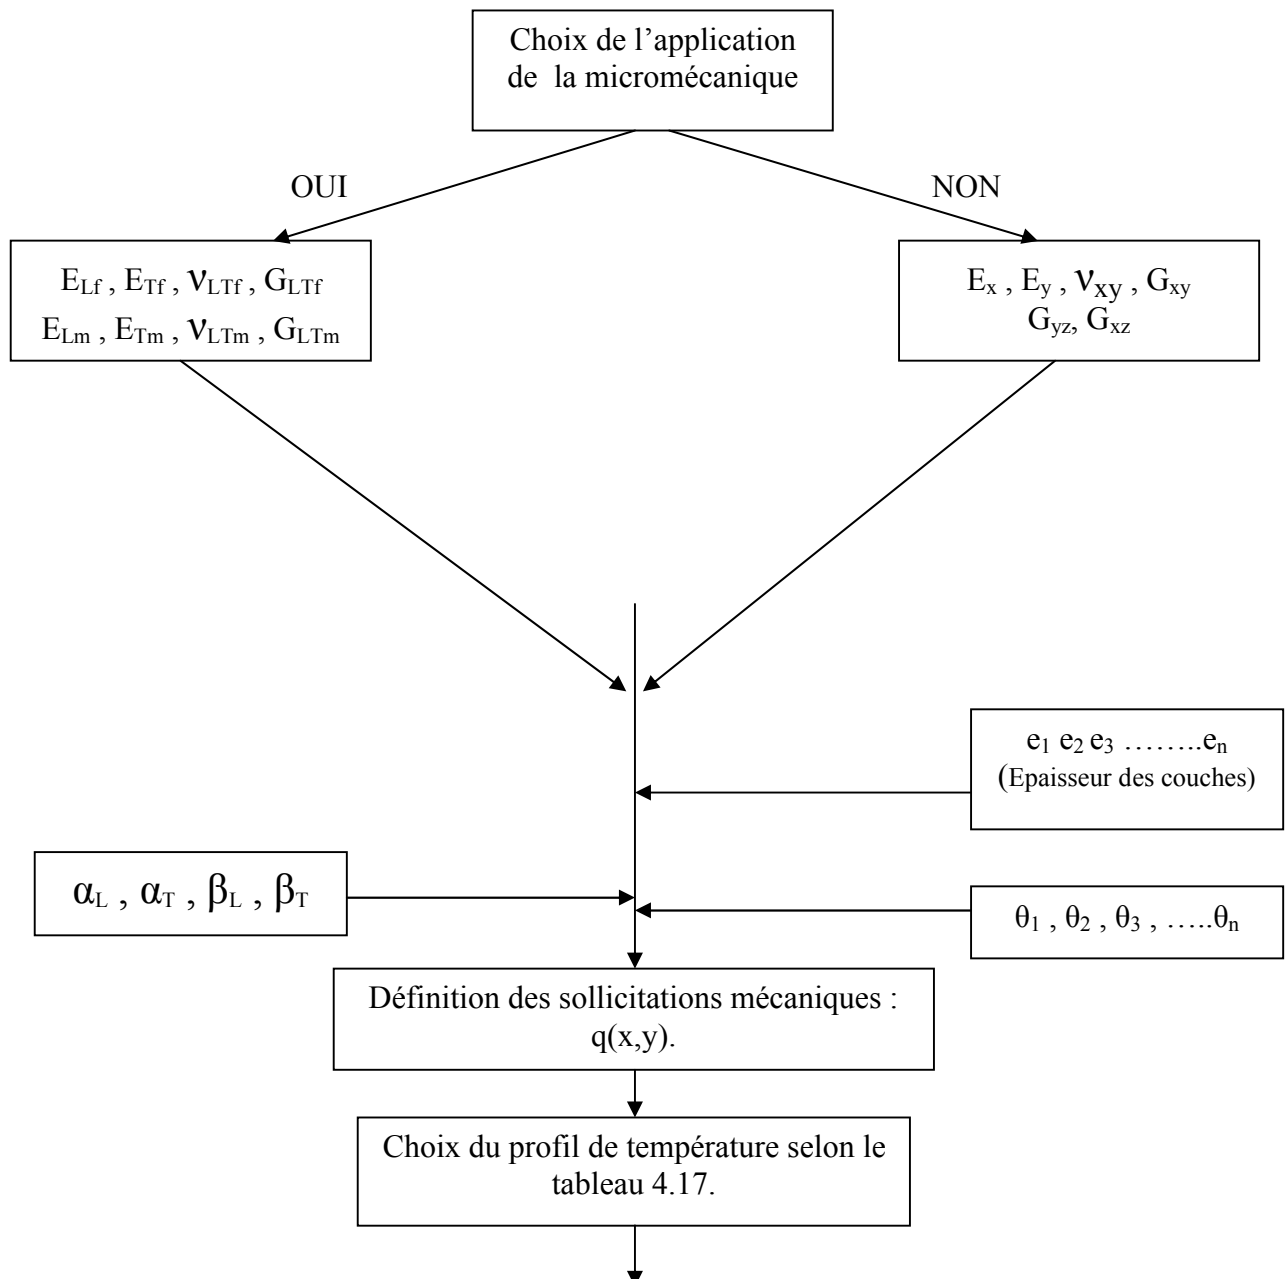 Choix de l’application
de la micromécanique
OUI
NON
E_Lf , E_Tf , ν_LTf , G_LTf
E_Lm , E_Tm , ν_LTm , G_LTm
E_x , E_y , ν_xy , G_xy
G_yz, G_xz
e_1 e_2 e_3 ……..e_n
(Epaisseur des couches)
α_L , α_T , β_L , β_T
θ_1 , θ_2 , θ_3 , …..θ_n
Définition des sollicitations mécaniques :
q(x,y).
Choix du profil de température selon le
tableau 4.17.